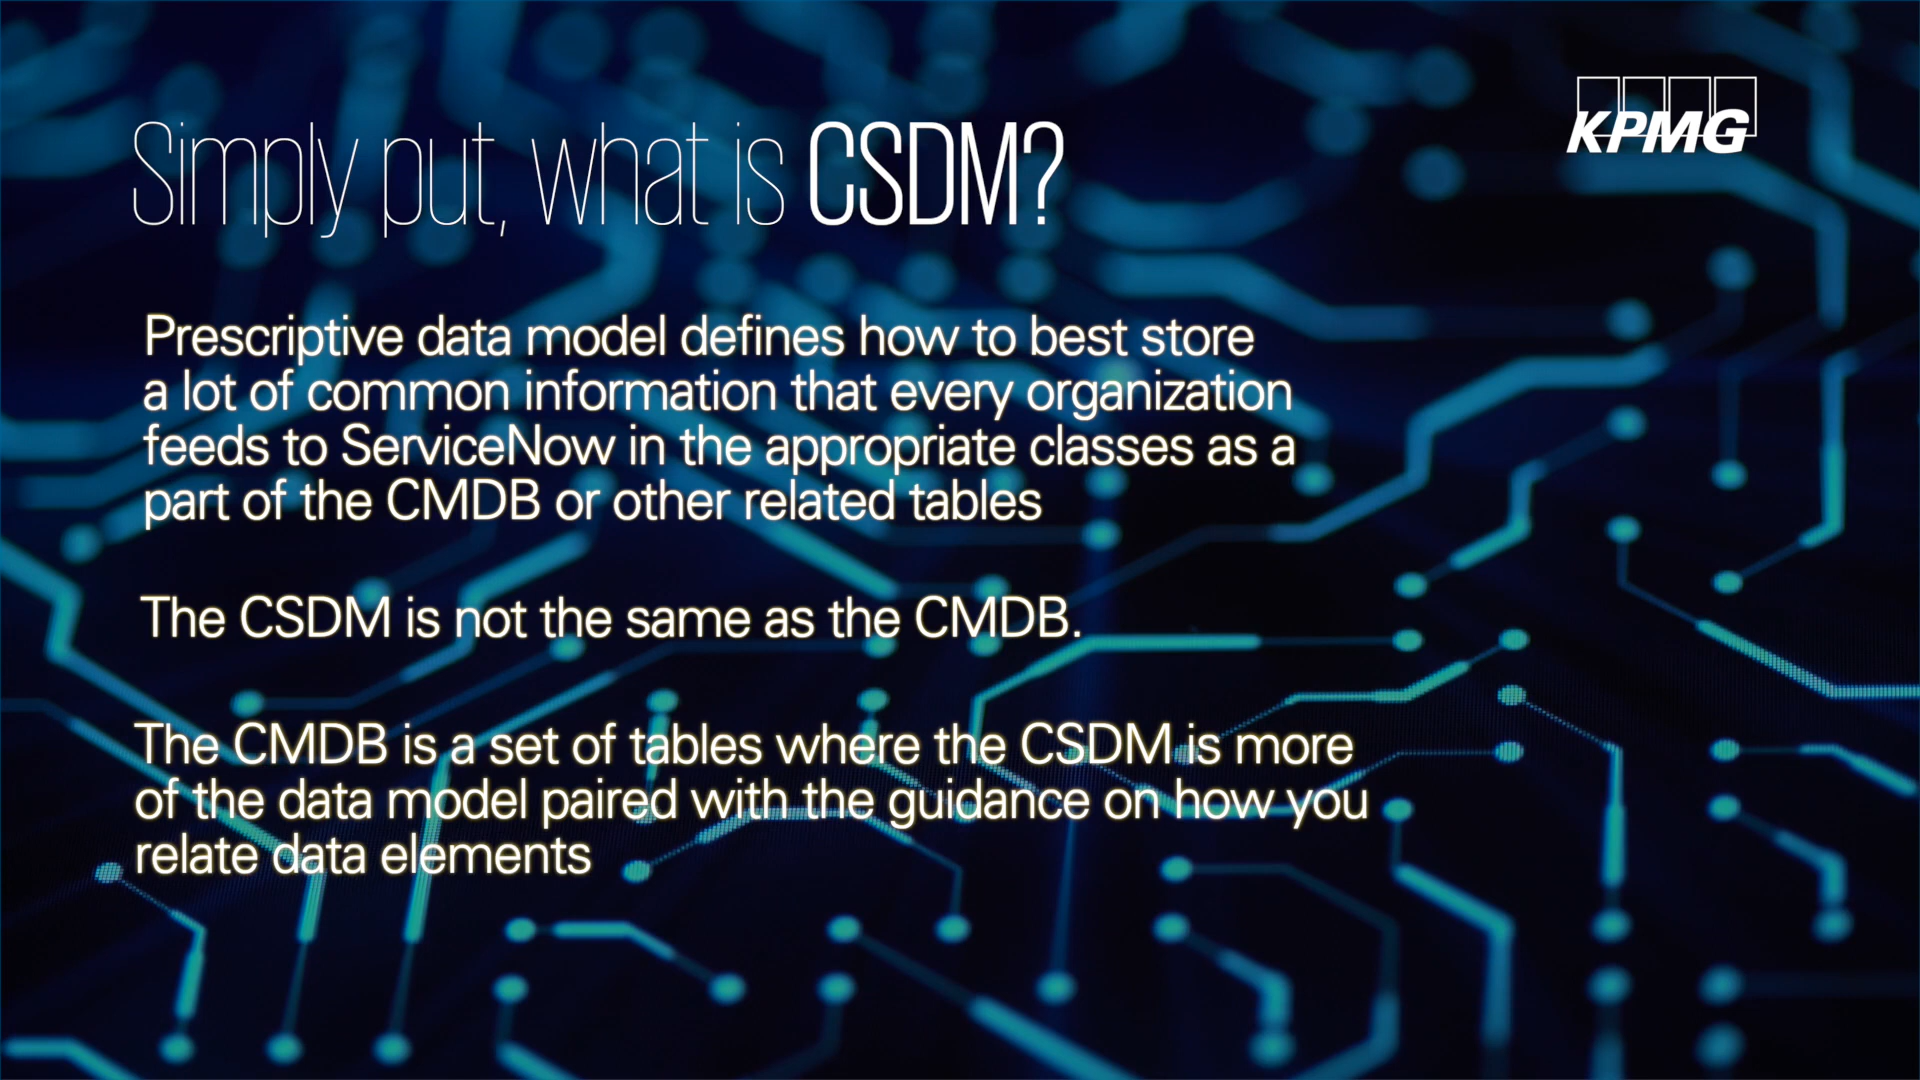 KPMG
Simply put, what is CSDM?
Prescriptive data model defines how to best store
a lot of common information that every organization
feeds to ServiceNow in the appropriate classes as a
part of the CMDB or other related tables
The CSDM is not the same as the CMDB.
The CMDB is a set of tables where the CSDM is more
of the data model paired with the guidance on how you
relate data elements